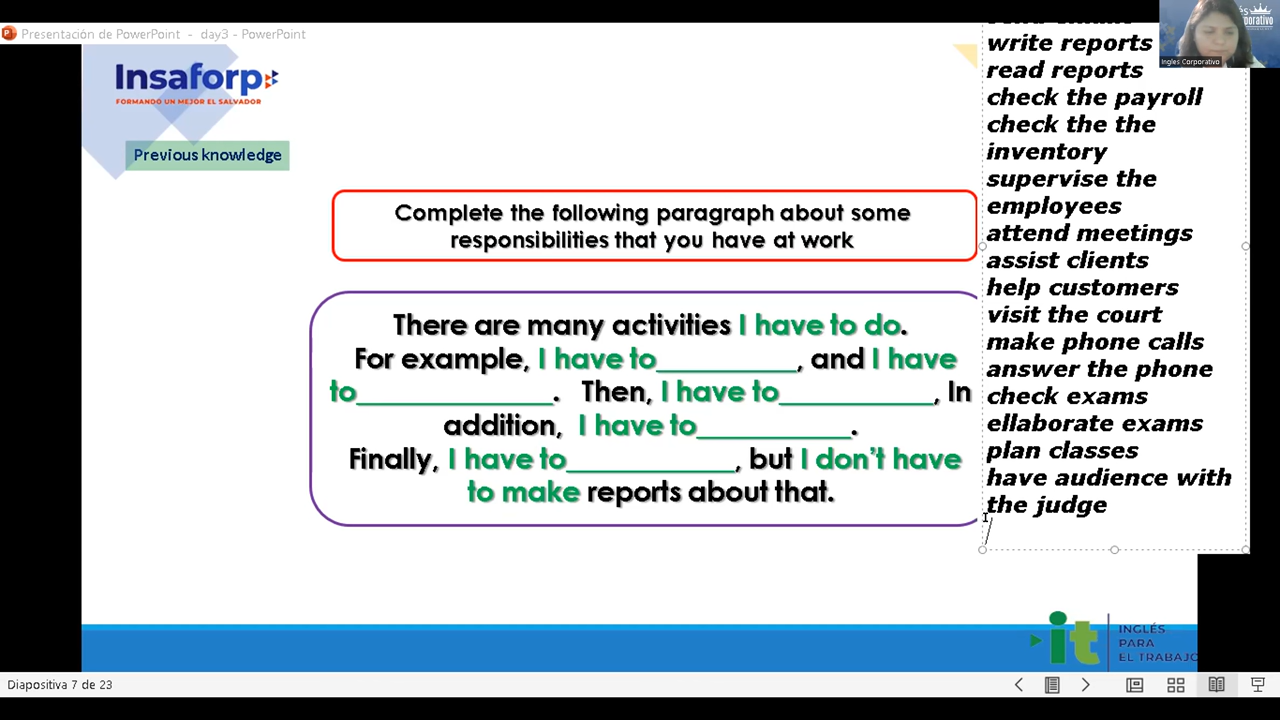 Presentación de PowerPoint - day3 - PowerPoint
Insaforp
FORMANDO UN MEJOR EL SALVADOR
Previous knowledge
Complete the following paragraph about some
responsibilities that you have at work
There are many activities I have to do.
For example, I have to_________, and I have
to_____________. Then, I have to__________, In
addition, I have to__________.
Finally, I have to___________, but I don't have
to make reports about that.
write reports
read reports
check the payroll
check the the
inventory
supervise the
employees
attend meetings
assist clients
help customers
visit the court
make phone calls
answer the phone
check exams
ellaborate exams
plan classes
have audience with
the judge
Ingles Corporativo
it
INGLÉS
PARA
EL TRABAJO
Diapositiva 7 de 23